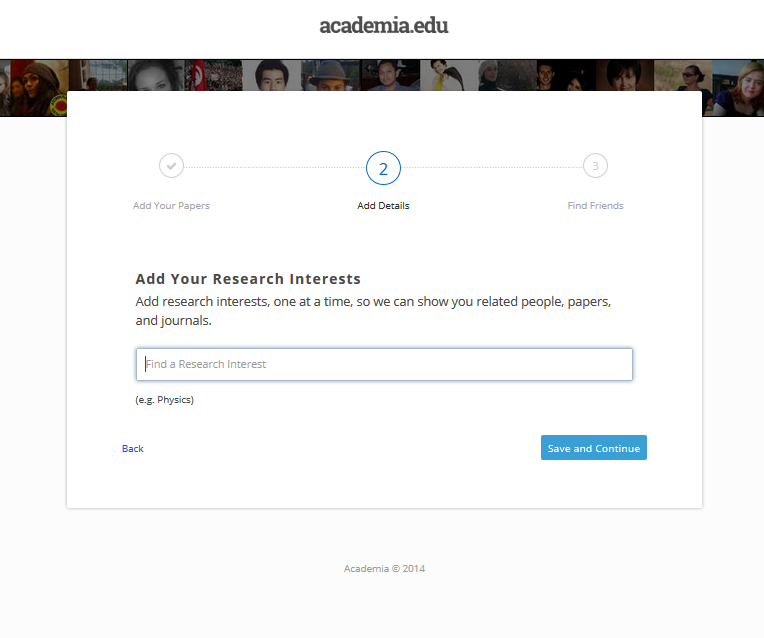 academia.edu
2
3
Add Your Papers
Add Details
Find Friends
Add Your Research Interests
Add research interests, one at a time, so we can show you related people, papers,
and journals.
Find a Research Interest
(e.g. Physics)
Back
Save and Continue
Academia © 2014